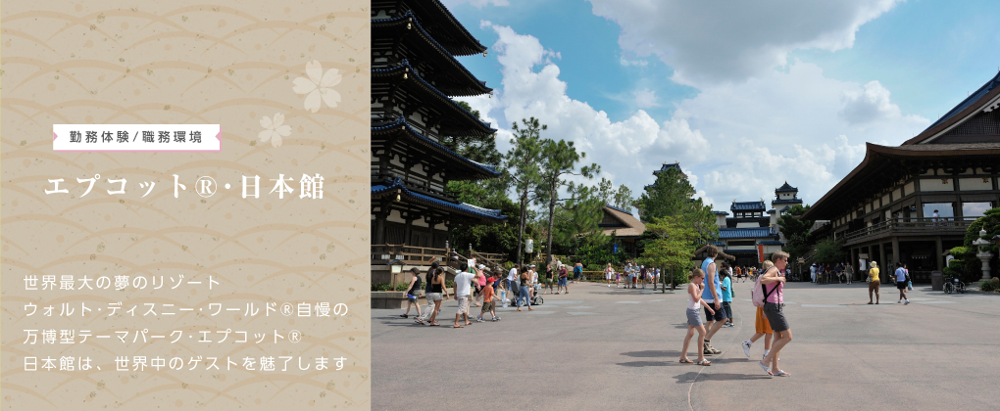 勤務体験/職務環境
エプコット®・日本館
世界最大の夢のリゾート
ウォルト・ディズニー・ワールド®自慢の
万博型テーマパーク・エプコット®
日本館は、世界中のゲストを魅了します